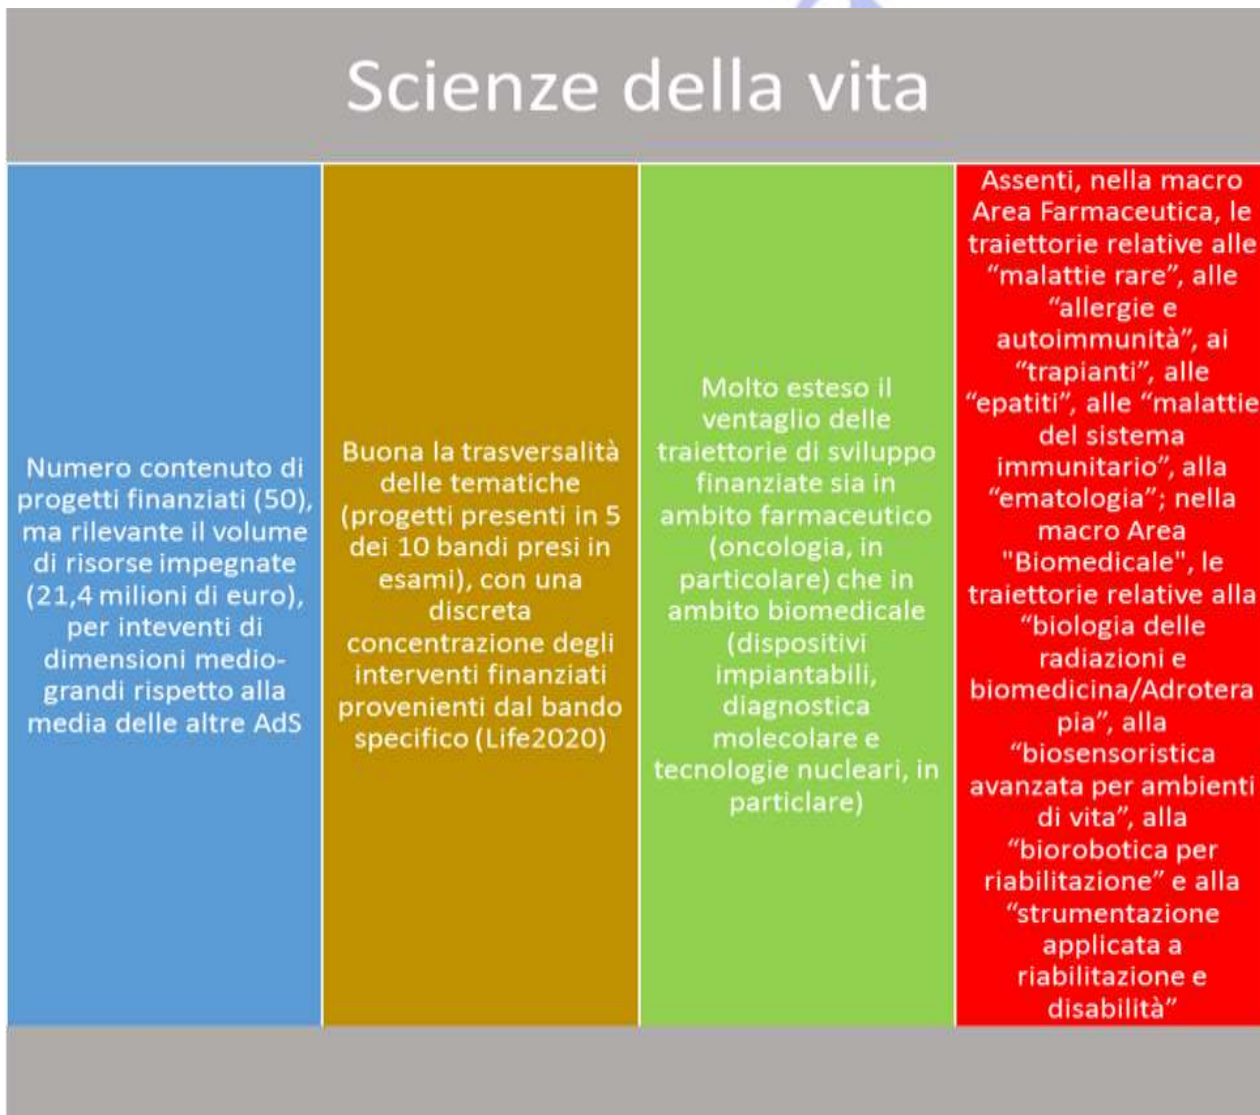 Scienze della vita
Numero contenuto di
progetti finanziati (50),
ma rilevante il volume
di risorse impegnate
(21,4 milioni di euro),
per inteventi di
dimensioni medio-
grandi rispetto alla
media delle altre AdS
Buona la trasversalità
delle tematiche
(progetti presenti in 5
dei 10 bandi presi in
esami), con una
discreta
concentrazione degli
interventi finanziati
provenienti dal bando
specifico (Life2020)
Molto esteso il
ventaglio delle
traiettorie di sviluppo
finanziate sia in
ambito farmaceutico
(oncologia, in
particolare) che in
ambito biomedicale
(dispositivi
impiantabili,
diagnostica
molecolare e
tecnologie nucleari, in
particlare)
Assenti, nella macro
Area Farmaceutica, le
traiettorie relative alle
“malattie rare”, alle
“allergie e
autoimmunità”, ai
“trapianti”, alle
“epatiti”, alle “malattie
del sistema
immunitario”, alla
“ematologia”; nella
macro Area
"Biomedicale", le
traiettorie relative alla
“biologia delle
radiazioni e
biomedicina/Adrotera
pia”, alla
“biosensoristica
avanzata per ambienti
di vita”, alla
“biorobotica per
riabilitazione” e alla
“strumentazione
applicata a
riabilitazione e
disabilità”